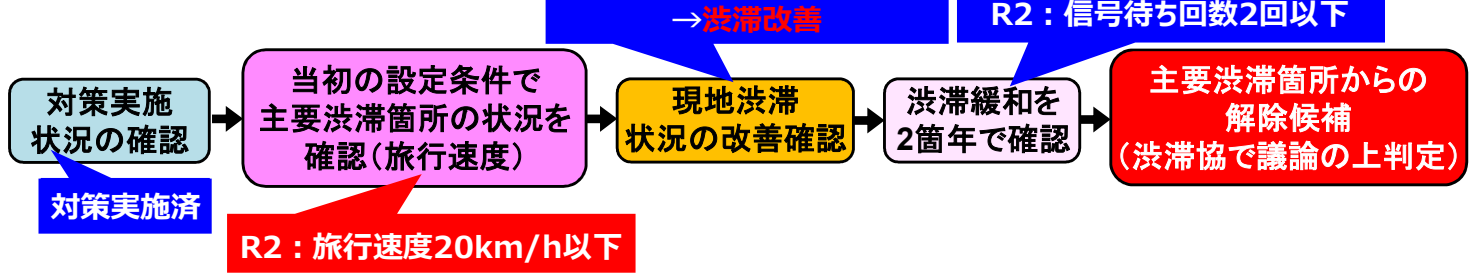 →渋滞改善
R2：信号待ち回数2回以下
対策実施
状況の確認
当初の設定条件で
主要渋滞箇所の状況を
確認（旅行速度）
現地渋滞
状況の改善確認
渋滞緩和を
2箇年で確認
主要渋滞箇所からの
解除候補
（渋滞協で議論の上判定）
対策実施済
R2：旅行速度20km/h以下